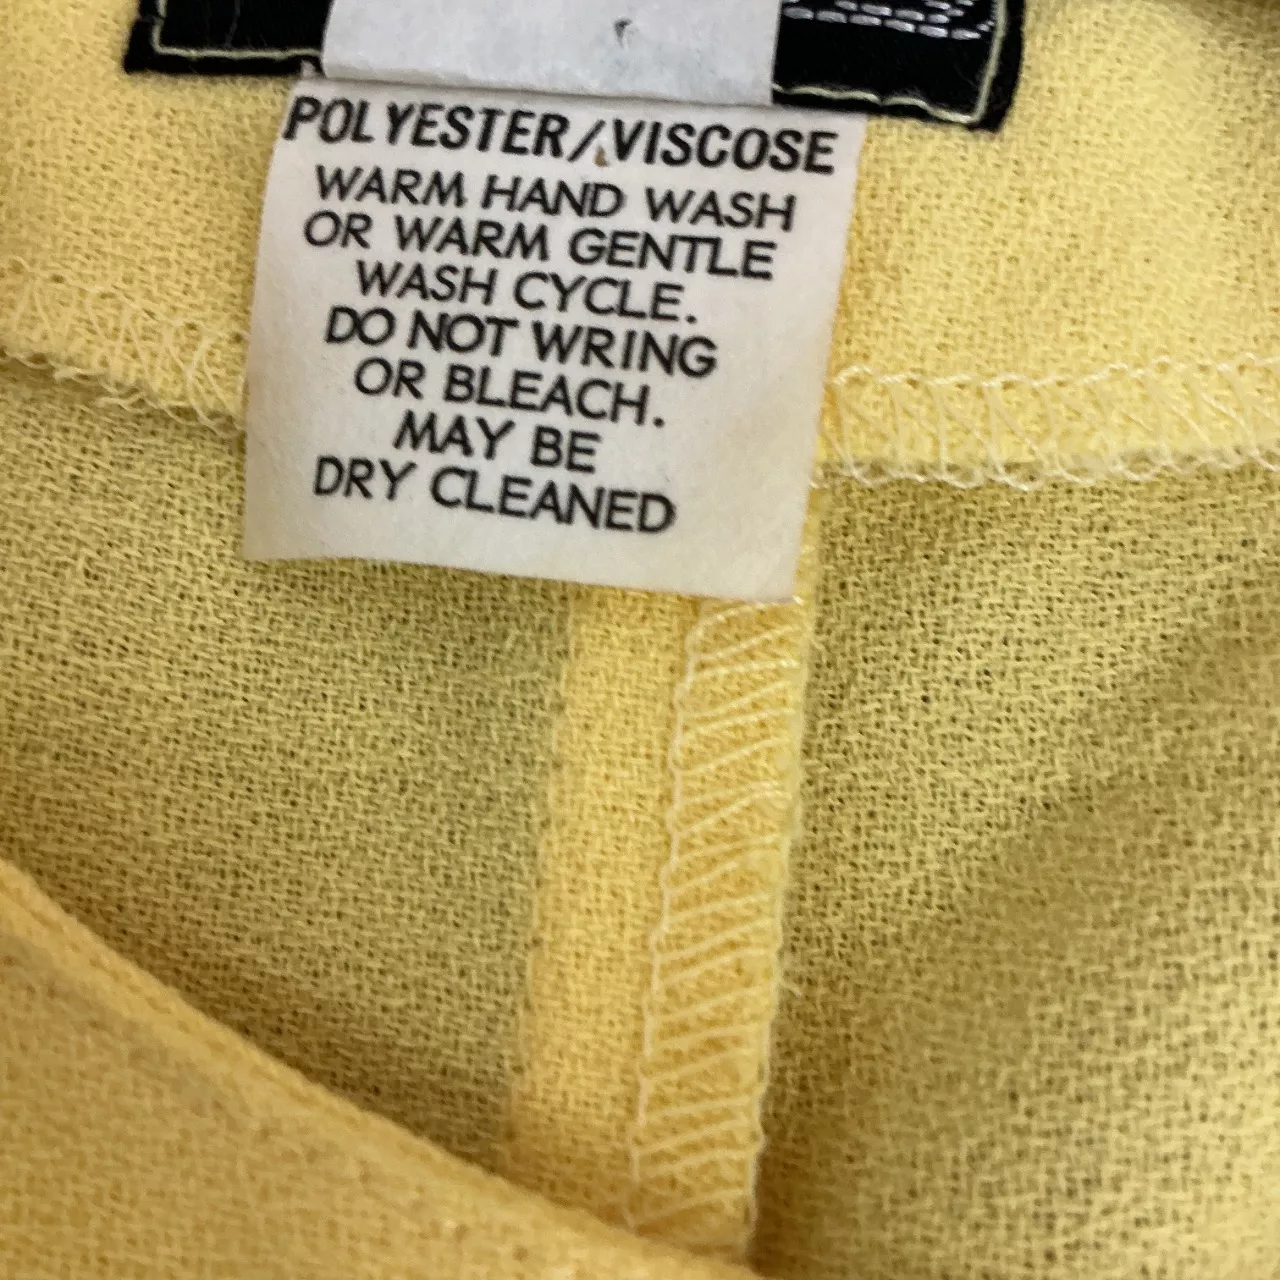 POLYESTER/VISCOSE
WARM HAND WASH
OR WARM GENTLE
WASH CYCLE.
DO NOT WRING
OR BLEACH.
MAY BE
DRY CLEANED